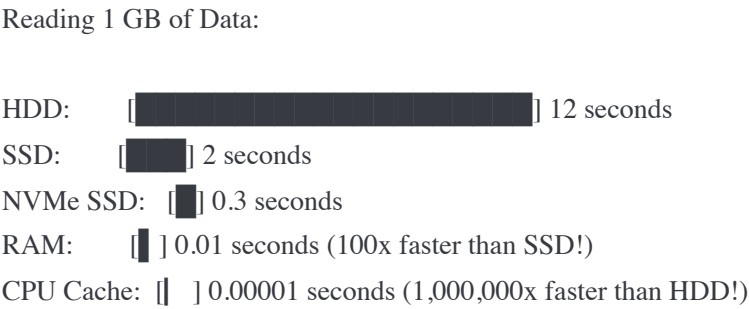 Reading 1 GB of Data:
HDD: [████████████████████] 12 seconds
SSD: [███] 2 seconds
NVMe SSD: [█] 0.3 seconds
RAM: [▌ ] 0.01 seconds (100x faster than SSD!)
CPU Cache: [▎ ] 0.00001 seconds (1,000,000x faster than HDD!)